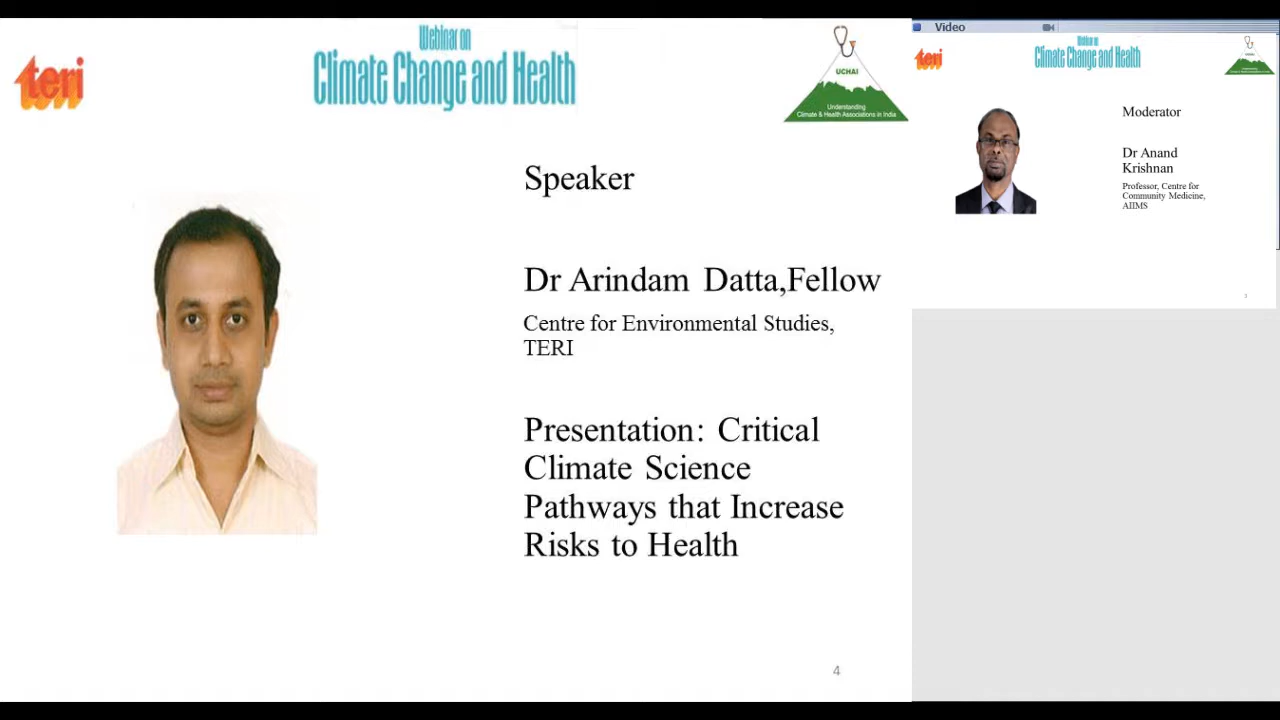 teri
Webinar on
Climate Change and Health
UCHAI
Understanding
Climate & Health Associations in India
Speaker
Dr Arindam Datta,Fellow
Centre for Environmental Studies,
TERI
Presentation: Critical
Climate Science
Pathways that Increase
Risks to Health
4
Video
teri
Webinar on
Climate Change and Health
Moderator
Dr Anand
Krishnan
Professor, Centre for
Community Medicine,
AIIMS